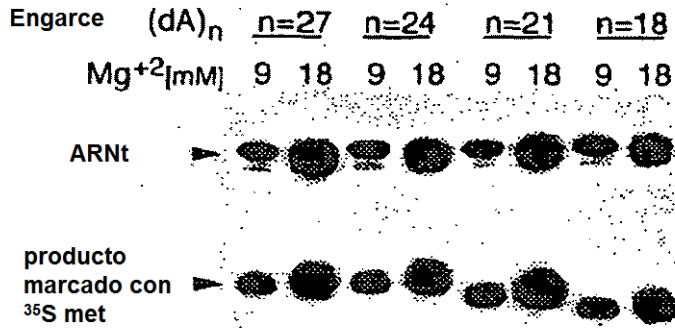 Engarce (dA)n n=27 n=24 n=21 n=18
Mg+2[mM] 9 18 9 18 9 18 9 18
ARNt
producto
marcado con
35S met